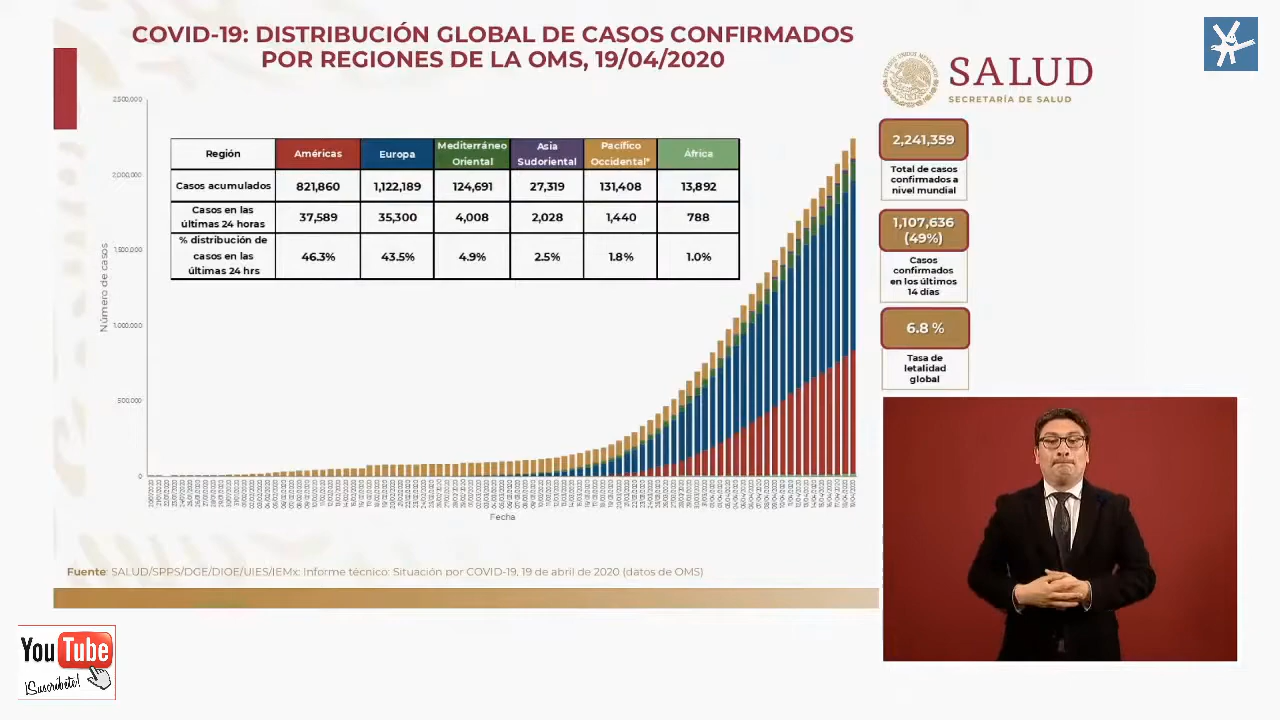 COVID-19: DISTRIBUCIÓN GLOBAL DE CASOS CONFIRMADOS
POR REGIONES DE LA OMS, 19/04/2020
SALUD
SECRETARÍA DE SALUD
2,500,000
2,000,000
1,500,000
1,000,000
500,000
0
Número de casos
Fecha
Región
Américas
Europa
Mediterráneo
Oriental
Asia
Sudoriental
Pacífico
Occidental*
África
Casos acumulados
821,860
1,122,189
124,691
27,319
131,408
13,892
Casos en las
últimas 24 horas
37,589
35,300
4,008
2,028
1,440
788
% distribución de
casos en las
últimas 24 hrs
46.3%
43.5%
4.9%
2.5%
1.8%
1.0%
2,241,359
Total de casos
confirmados a
nivel mundial
1,107,636
(49%)
Casos
confirmados
en los últimos
14 días
6.8 %
Tasa de
letalidad
global
Fuente: SALUD/SPPS/DGE/DIOE/UIES/IEMx: Informe técnico: Situación por COVID-19, 19 de abril de 2020 (datos de OMS)
YouTube
¡Suscríbete!